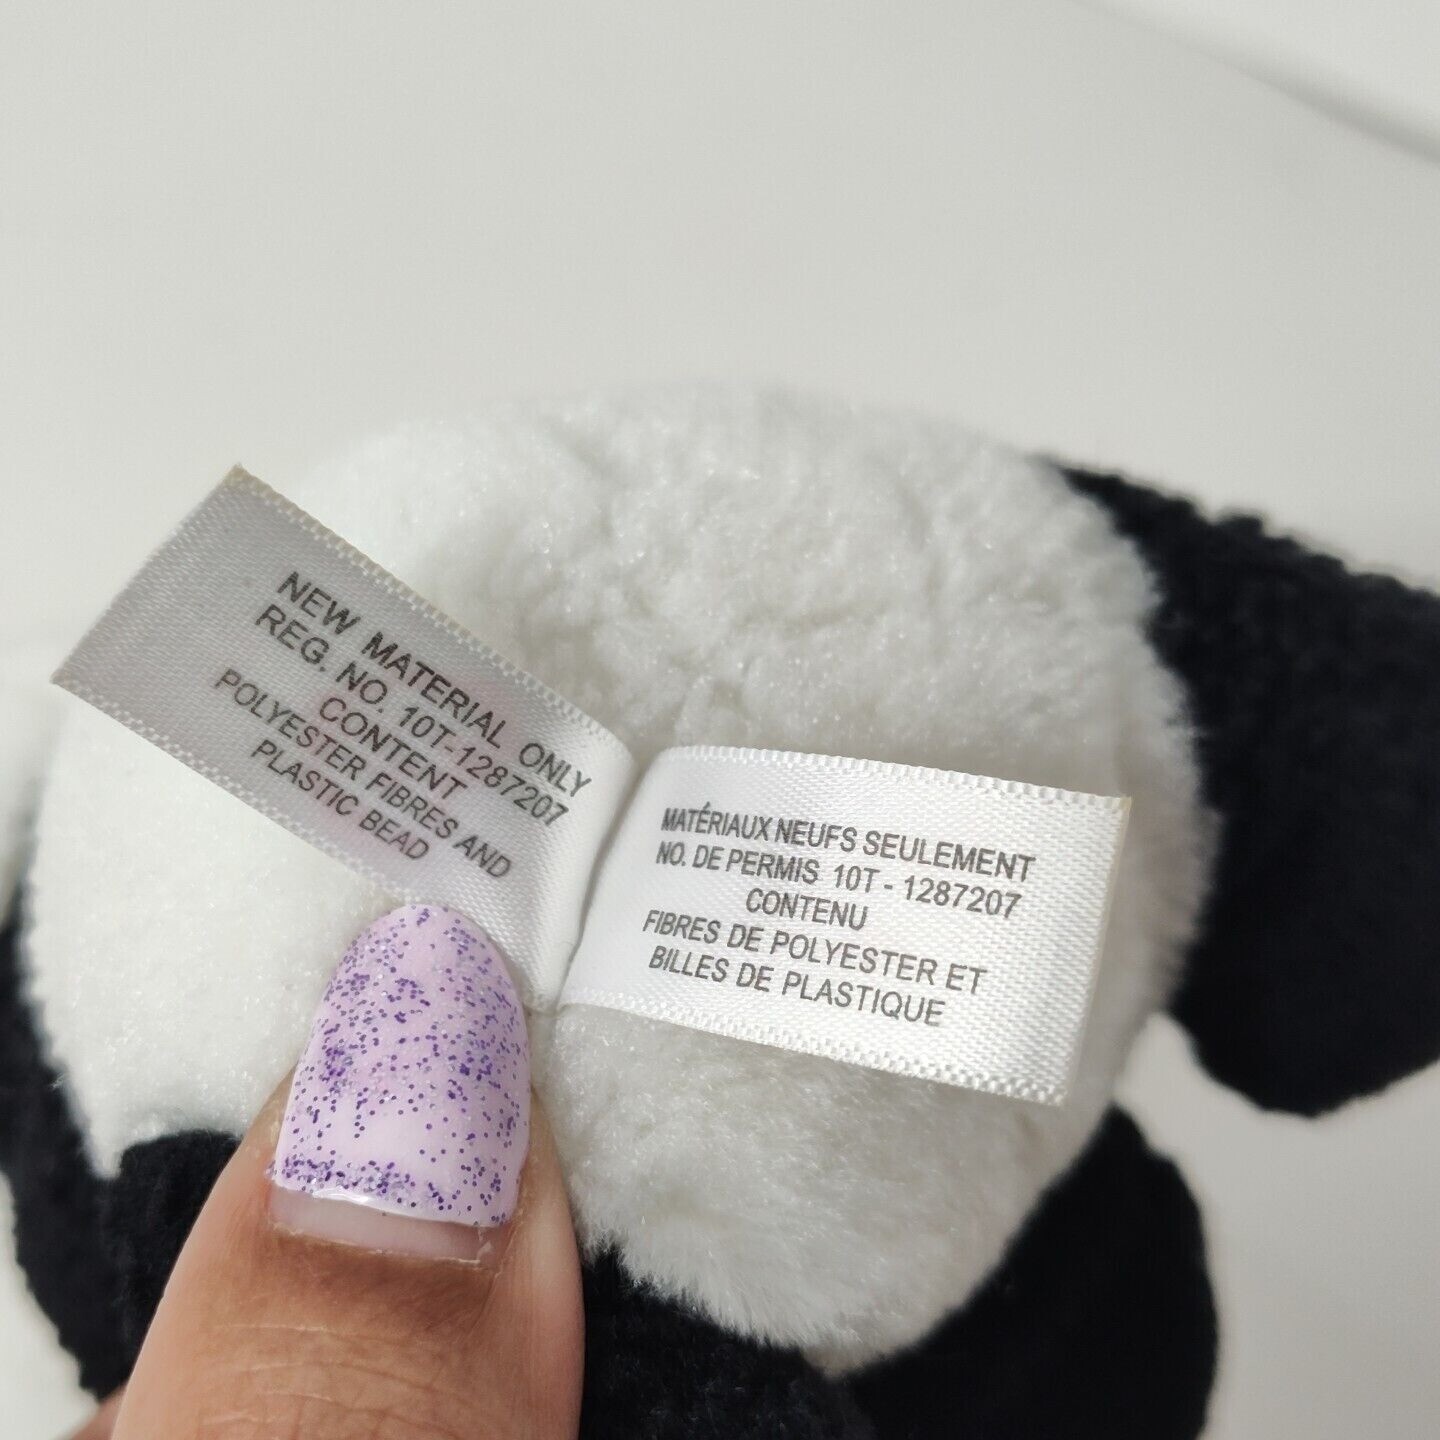 NEW MATERIAL ONLY
REG. NO. 10T-1287207
CONTENT
POLYESTER FIBRES AND
PLASTIC BEAD
MATÉRIAUX NEUFS SEULEMENT
NO. DE PERMIS 10T - 1287207
CONTENU
FIBRES DE POLYESTER ET
BILLES DE PLASTIQUE